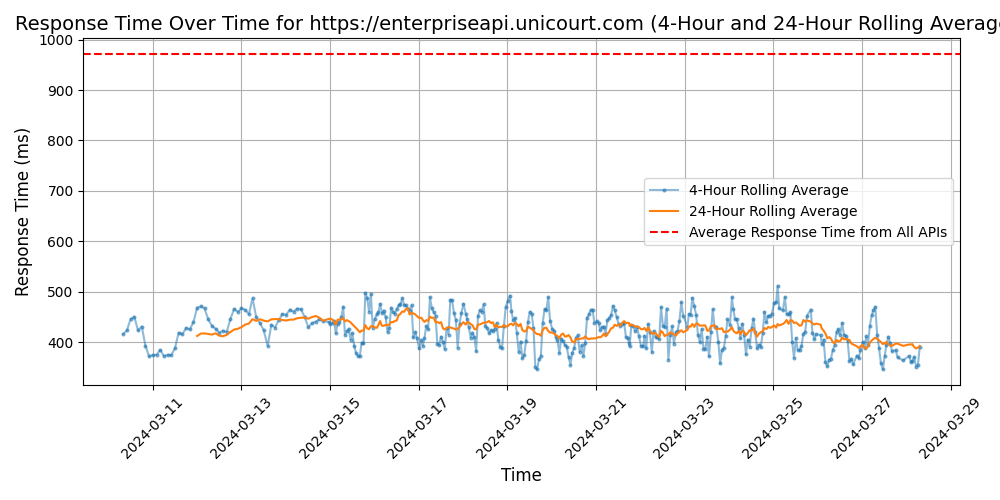 Response Time Over Time for https://enterpriseapi.unicourt.com (4-Hour and 24-Hour Rolling Average
Response Time (ms)
1000
900
800
700
600
500
400
4-Hour Rolling Average
24-Hour Rolling Average
Average Response Time from All APIs
2024-03-11
2024-03-13
2024-03-15
2024-03-17
2024-03-19
2024-03-21
2024-03-23
2024-03-25
2024-03-27
2024-03-29
Time